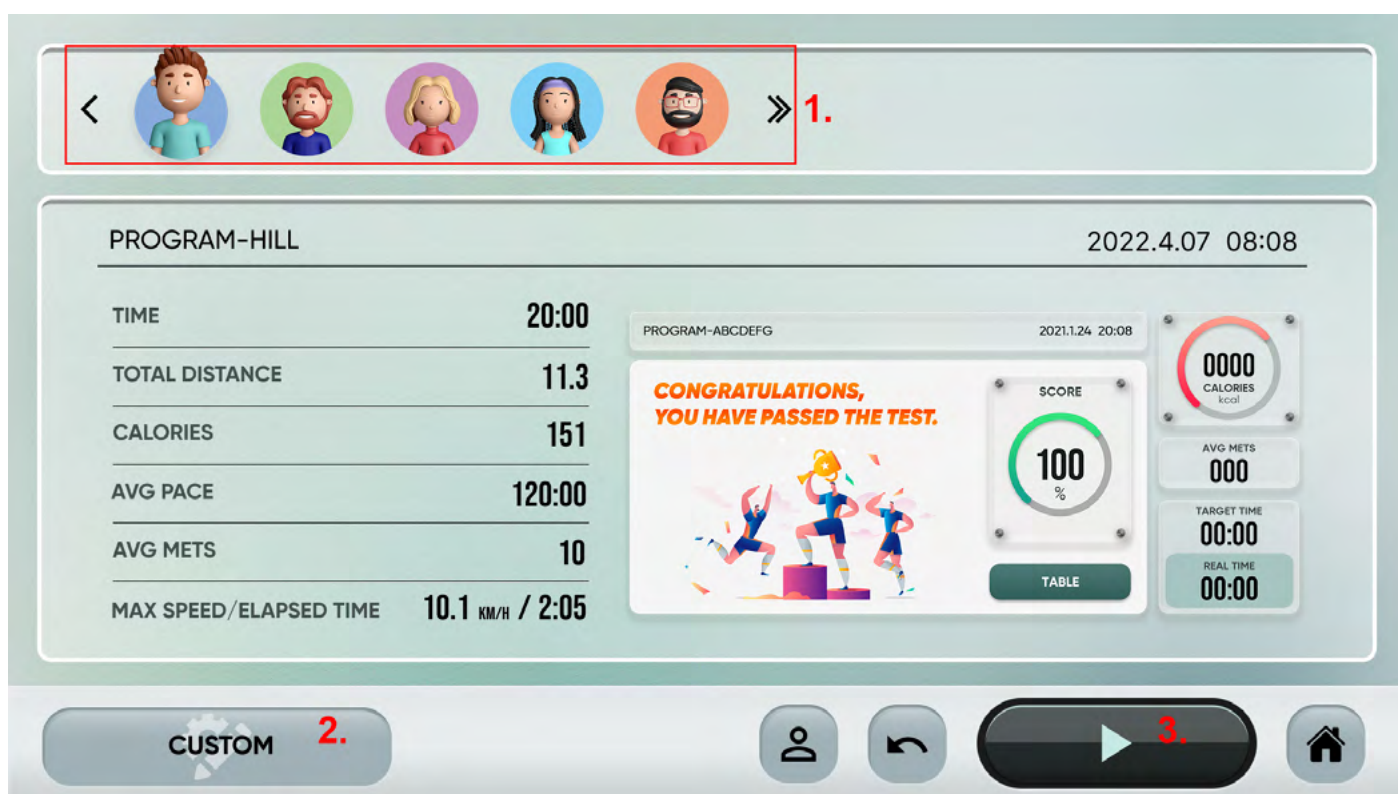 1.
PROGRAM-HILL
2022.4.07 08:08
TIME 20:00
TOTAL DISTANCE 11.3
CALORIES 151
AVG PACE 120:00
AVG METS 10
MAX SPEED/ELAPSED TIME 10.1 KM/H / 2:05
PROGRAM-ABCDEFG
2021.1.24 20:08
CONGRATULATIONS,
YOU HAVE PASSED THE TEST.
SCORE
100
%
TABLE
0000
CALORIES
kcal
AVG METS
000
TARGET TIME
00:00
REAL TIME
00:00
CUSTOM 2.
3.